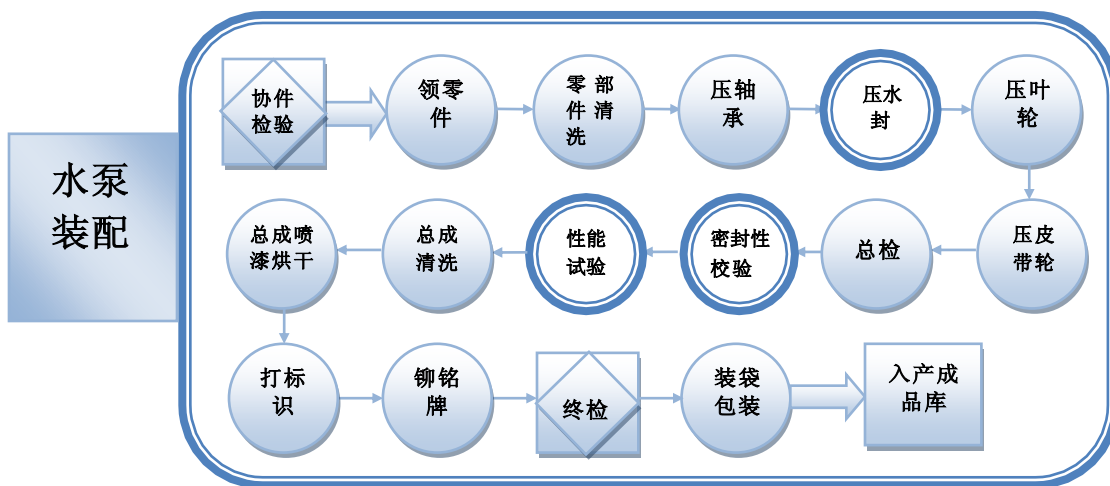 水泵
装配
协件
检验
领零
件
零 部
件 清
洗
压轴
承
压水
封
压叶
轮
压皮
带轮
总检
密封性
校验
性能
试验
总成
清洗
总成喷
漆烘干
打标
识
铆铭
牌
终检
装袋
包装
入产成
品库